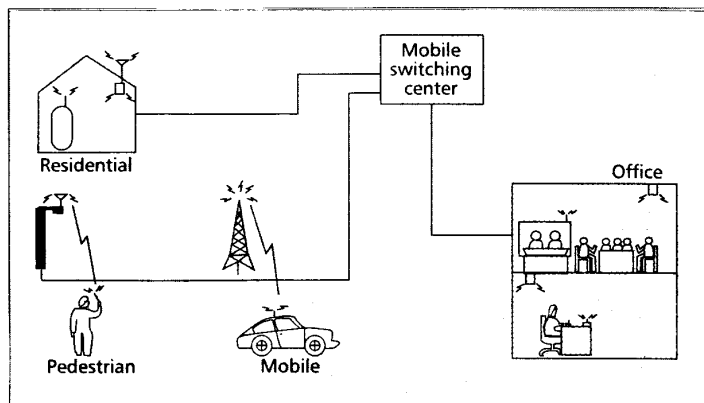 Mobile
switching
center
Residential
Office
Pedestrian
Mobile